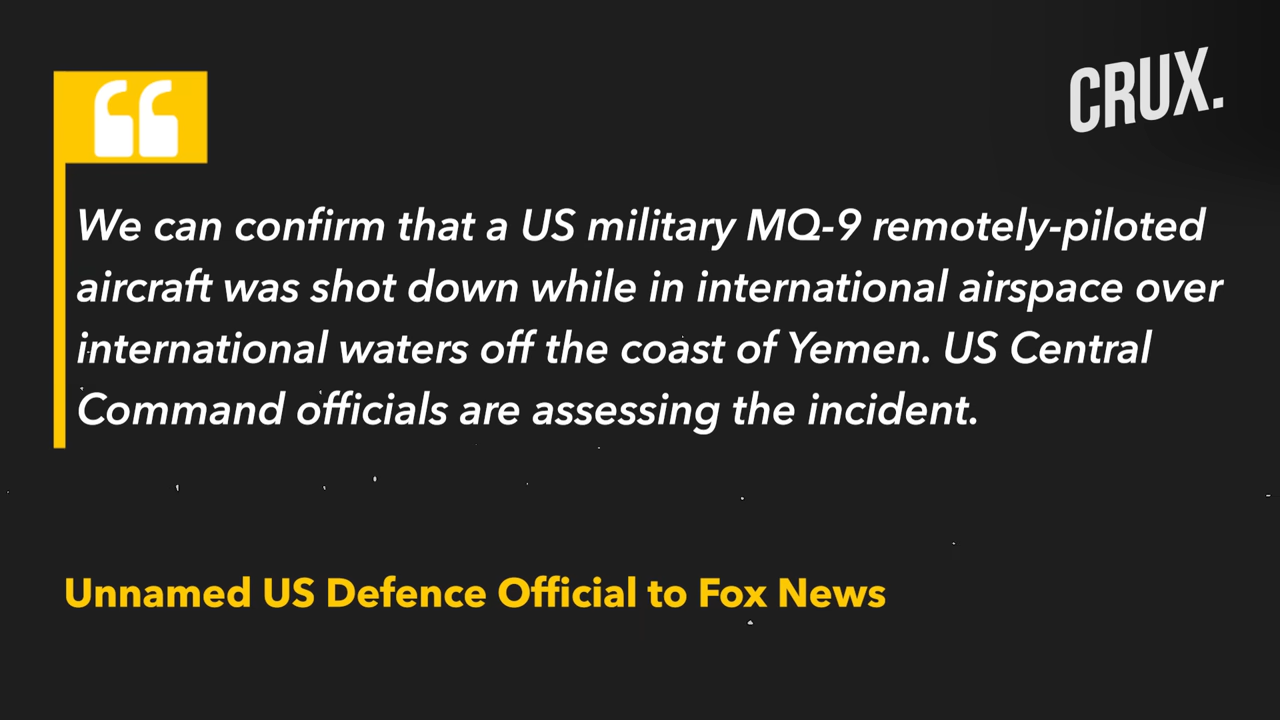 CRUX.
“
We can confirm that a US military MQ-9 remotely-piloted
aircraft was shot down while in international airspace over
international waters off the coast of Yemen. US Central
Command officials are assessing the incident.
Unnamed US Defence Official to Fox News